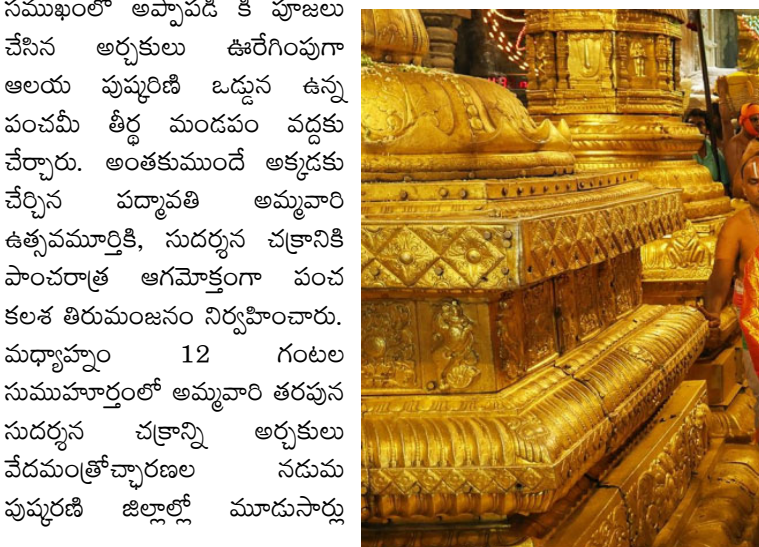 సముఖంలో అప్పాపడి కి పూజలు
చేసిన అర్చకులు ఊరేగింపుగా
ఆలయ పుష్కరిణి ఒడ్డున ఉన్న
పంచమీ తీర్థ మండపం వద్దకు
చేర్చారు. అంతకుముందే అక్కడకు
చేర్చిన పద్మావతి అమ్మవారి
ఉత్సవమూర్తికి, సుదర్శన చక్రానికి
పాంచరాత్ర ఆగమోక్తంగా పంచ
కలశ తిరుమంజనం నిర్వహించారు.
మధ్యాహ్నం 12 గంటల
సుముహూర్తంలో అమ్మవారి తరపున
సుదర్శన చక్రాన్ని అర్చకులు
వేదమంత్రోచ్ఛారణల నడుమ
పుష్కరణి జిల్లాల్లో మూడుసార్లు